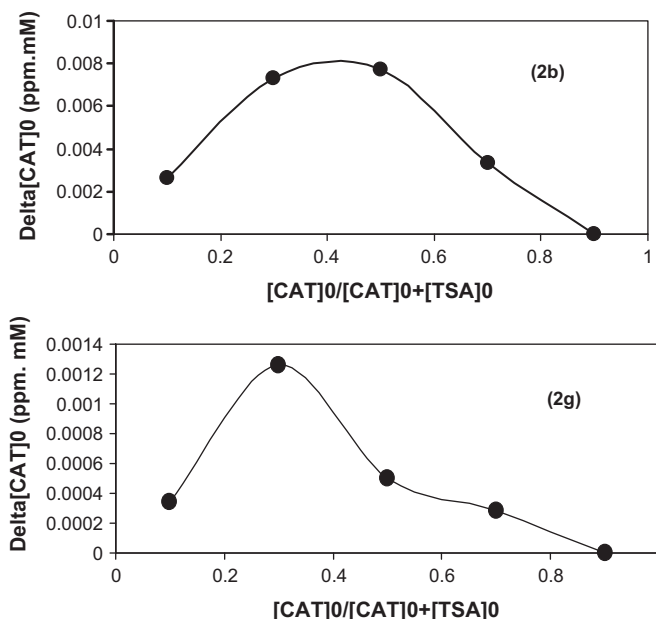 0.01
0.008
0.006
0.004
0.002
0
Delta[CAT]0 (ppm.mM)
(2b)
0 0.2 0.4 0.6 0.8 1
[CAT]0/[CAT]0+[TSA]0
0.0014
0.0012
0.001
0.0008
0.0006
0.0004
0.0002
0
Delta[CAT]0 (ppm. mM)
(2g)
0 0.2 0.4 0.6 0.8
[CAT]0/[CAT]0+[TSA]0